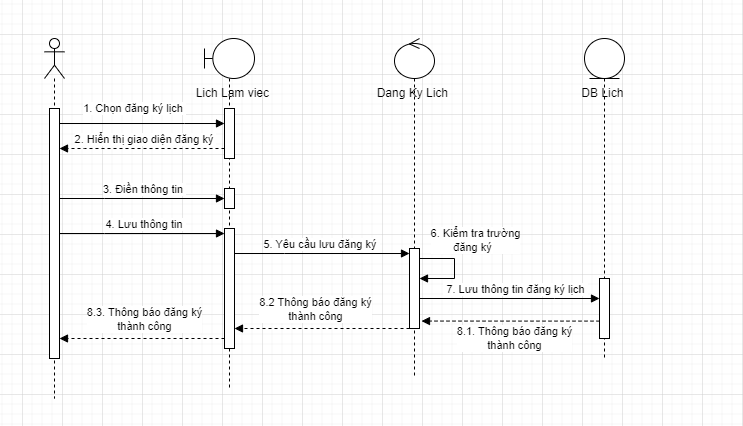 Lich Lam viec
Dang Ky Lich
DB Lich
1. Chọn đăng ký lịch
2. Hiển thị giao diện đăng ký
3. Điền thông tin
4. Lưu thông tin
5. Yêu cầu lưu đăng ký
6. Kiểm tra trường
đăng ký
7. Lưu thông tin đăng ký lịch
8.3. Thông báo đăng ký
thành công
8.2 Thông báo đăng ký
thành công
8.1. Thông báo đăng ký
thành công